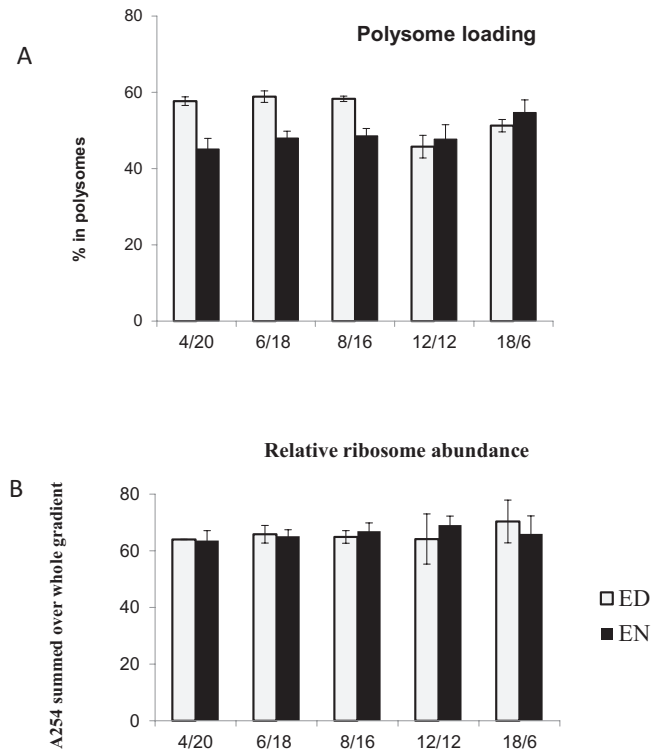 A
Polysome loading
% in polysomes
80
60
40
20
0
4/20 6/18 8/16 12/12 18/6
B
Relative ribosome abundance
A254 summed over whole gradient
80
60
40
20
0
4/20 6/18 8/16 12/12 18/6
ED
EN